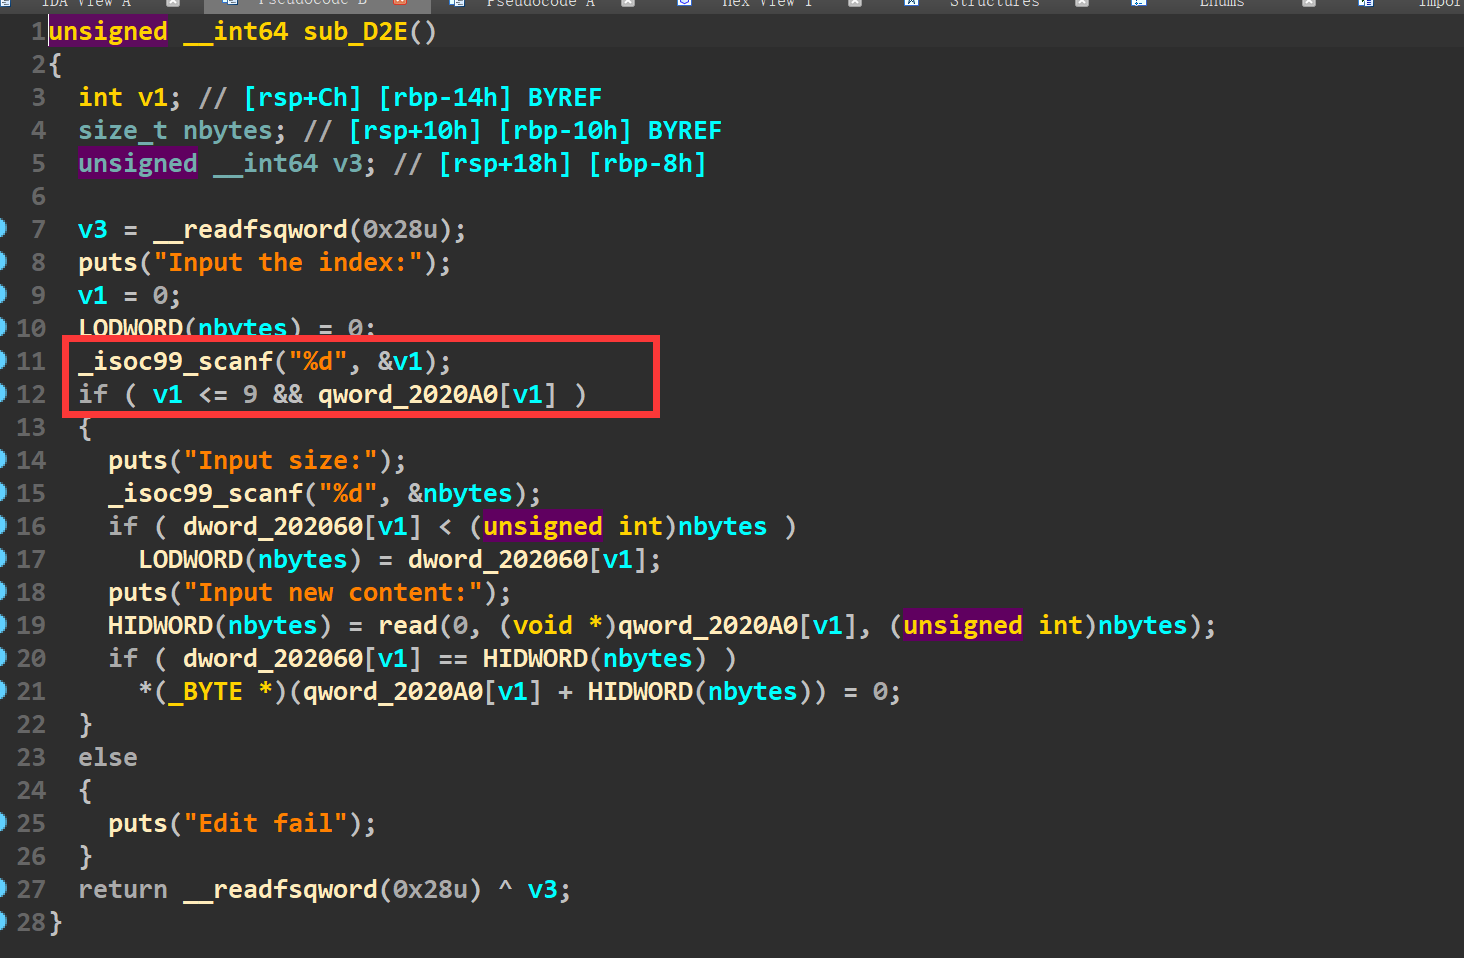 IDA View A Pseudocode B Pseudocode A Hex View 1 Structures Enums Impor
1 unsigned __int64 sub_D2E()
2 {
3 int v1; // [rsp+Ch] [rbp-14h] BYREF
4 size_t nbytes; // [rsp+10h] [rbp-10h] BYREF
5 unsigned __int64 v3; // [rsp+18h] [rbp-8h]
6
7 v3 = __readfsqword(0x28u);
8 puts("Input the index:");
9 v1 = 0;
10 LODWORD(nbytes) = 0;
11 _isoc99_scanf("%d", &v1);
12 if ( v1 <= 9 && qword_2020A0[v1] )
13 {
14 puts("Input size:");
15 _isoc99_scanf("%d", &nbytes);
16 if ( dword_202060[v1] < (unsigned int)nbytes )
17 LODWORD(nbytes) = dword_202060[v1];
18 puts("Input new content:");
19 HIDWORD(nbytes) = read(0, (void *)qword_2020A0[v1], (unsigned int)nbytes);
20 if ( dword_202060[v1] == HIDWORD(nbytes) )
21 *(_BYTE *)(qword_2020A0[v1] + HIDWORD(nbytes)) = 0;
22 }
23 else
24 {
25 puts("Edit fail");
26 }
27 return __readfsqword(0x28u) ^ v3;
28 }